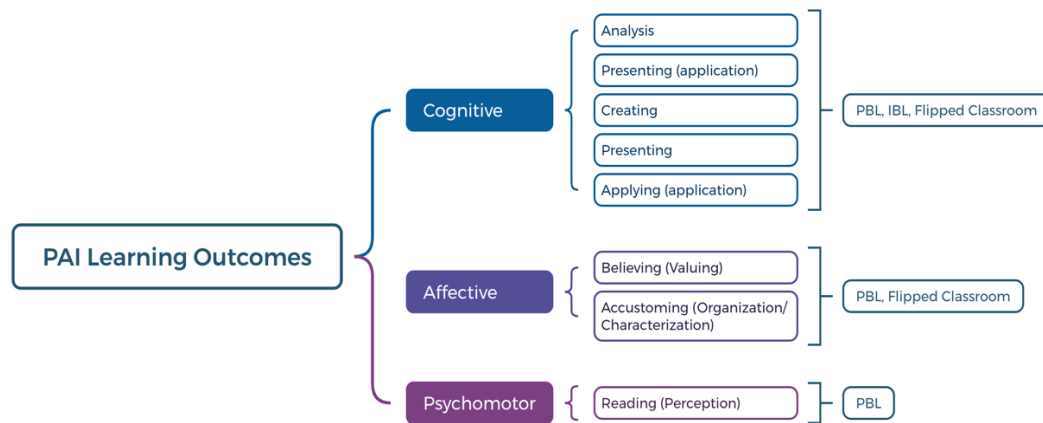 PAI Learning Outcomes
Cognitive
Analysis
Presenting (application)
Creating
Presenting
Applying (application)
PBL, IBL, Flipped Classroom
Affective
Believing (Valuing)
Accustoming (Organization/
Characterization)
PBL, Flipped Classroom
Psychomotor
Reading (Perception)
PBL